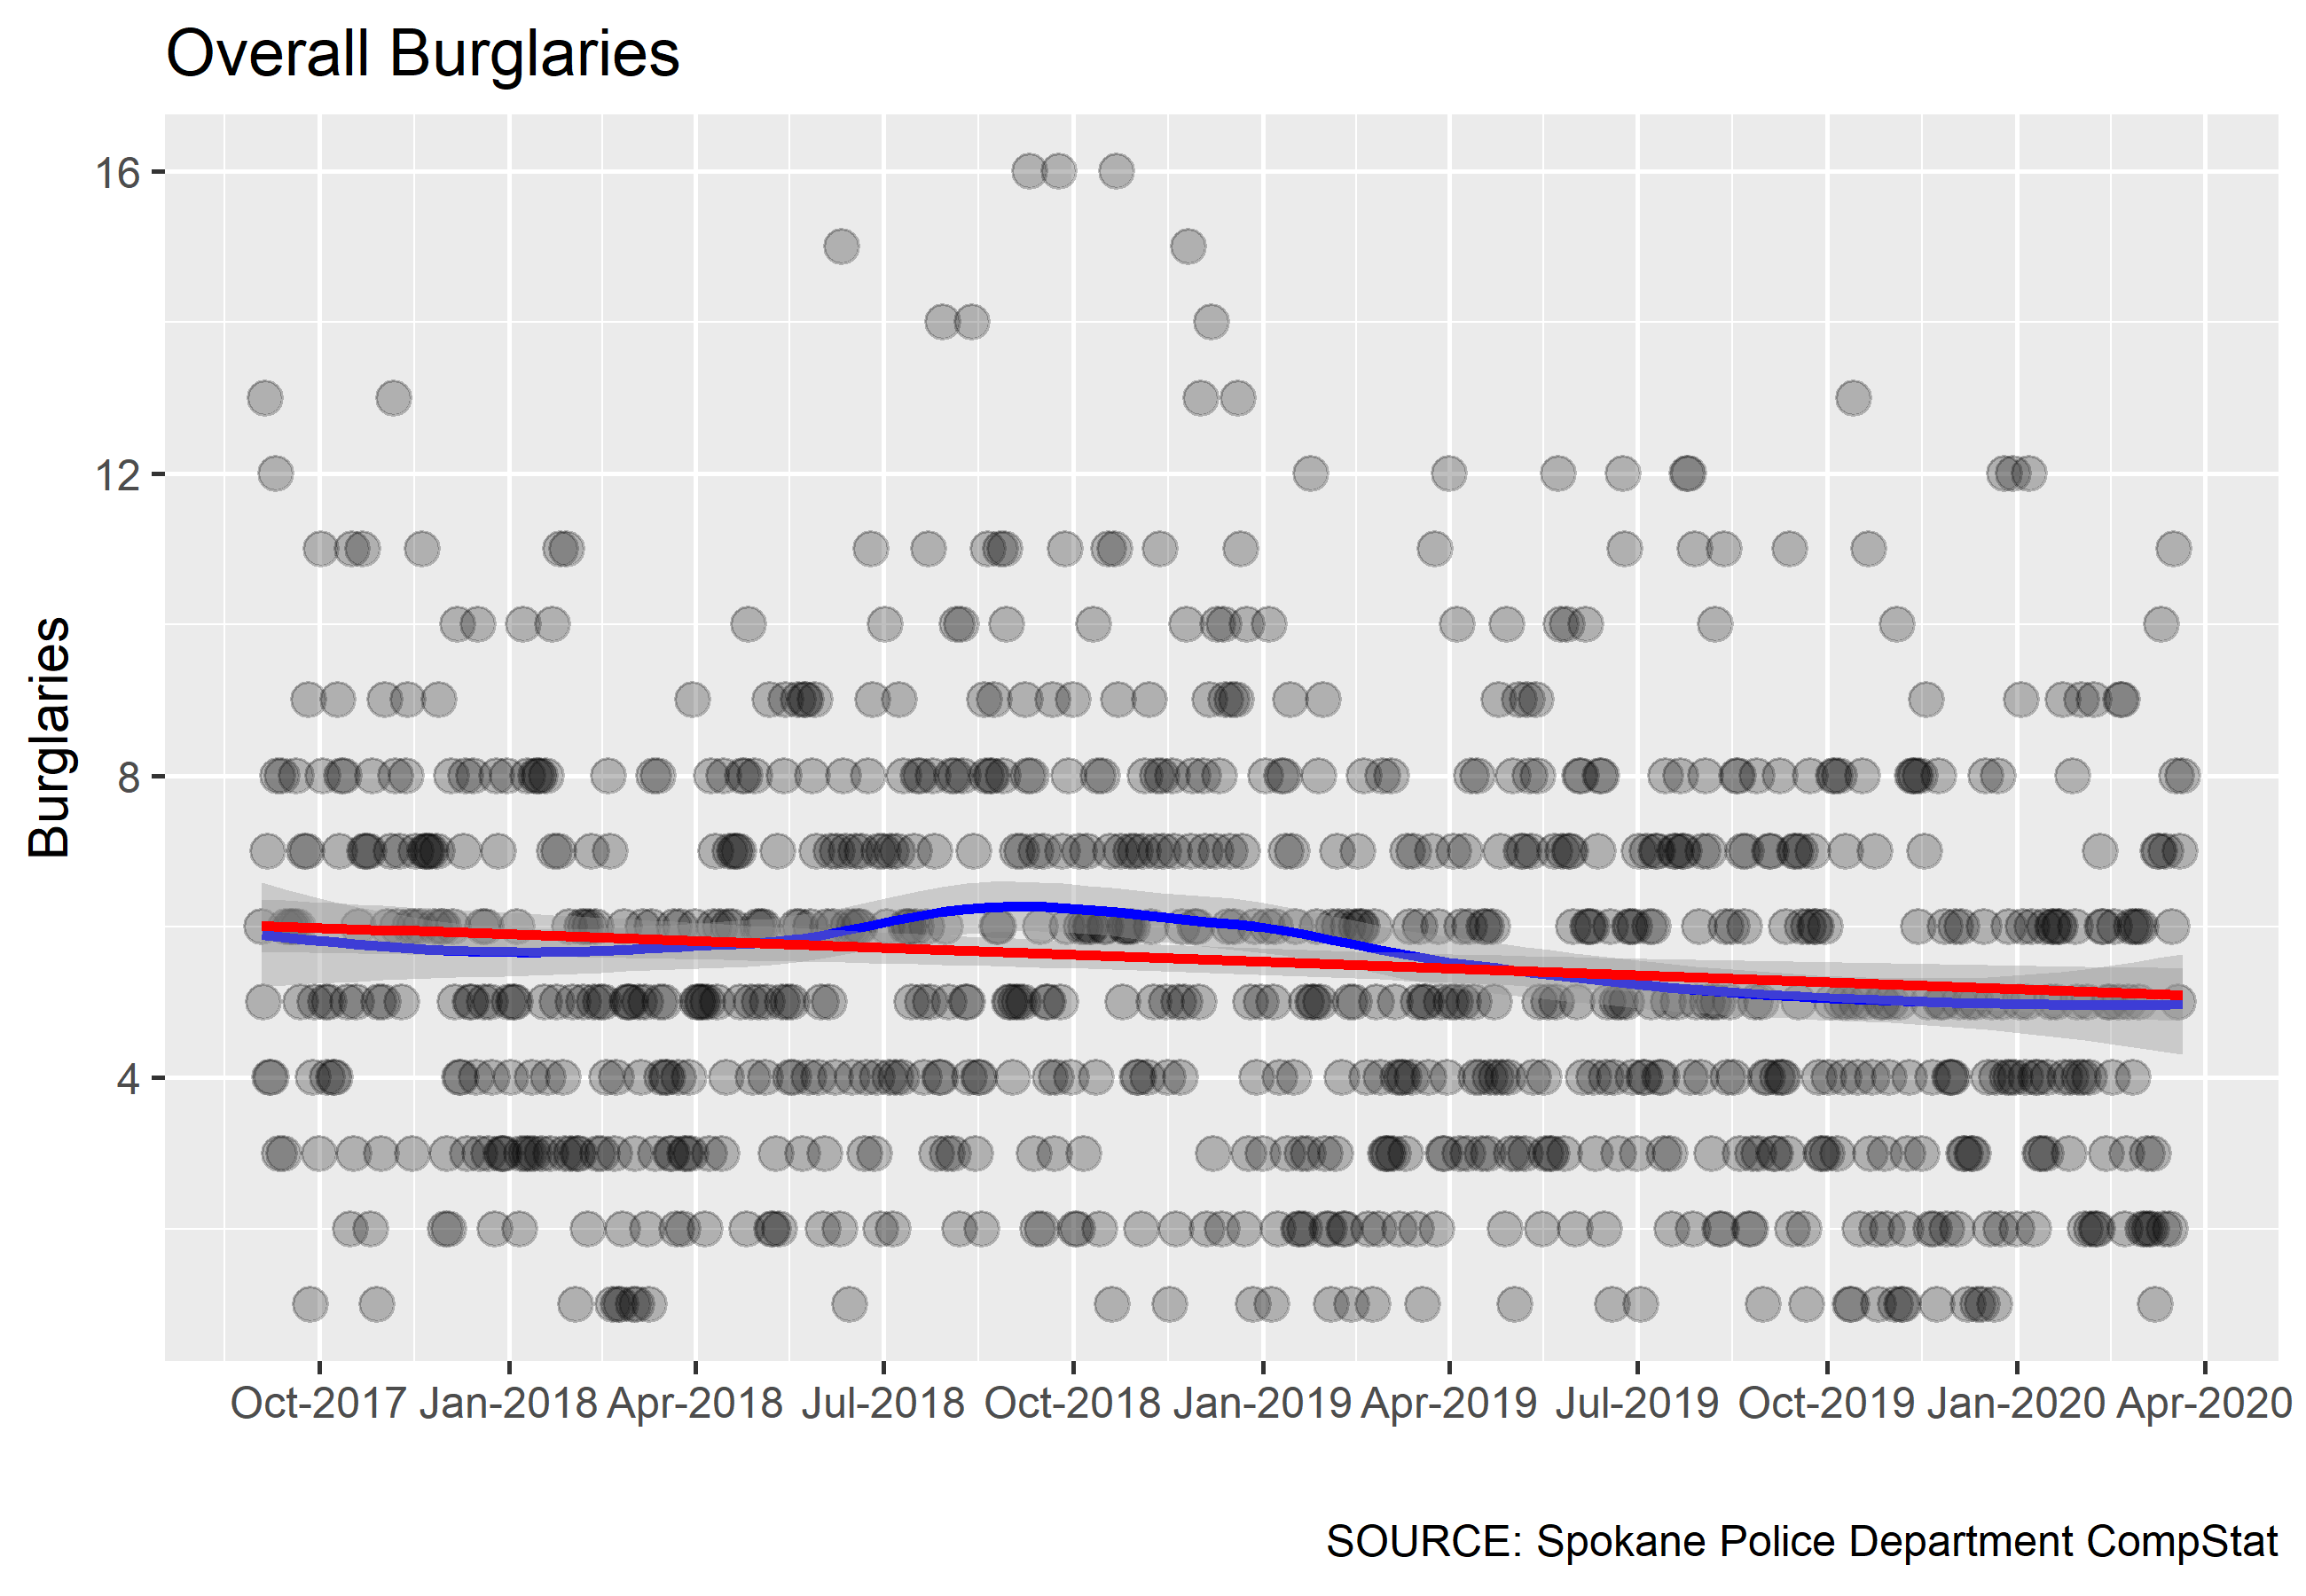 Overall Burglaries
16
12
8
4
Burglaries
Oct-2017 Jan-2018 Apr-2018 Jul-2018 Oct-2018 Jan-2019 Apr-2019 Jul-2019 Oct-2019 Jan-2020 Apr-2020
SOURCE: Spokane Police Department CompStat